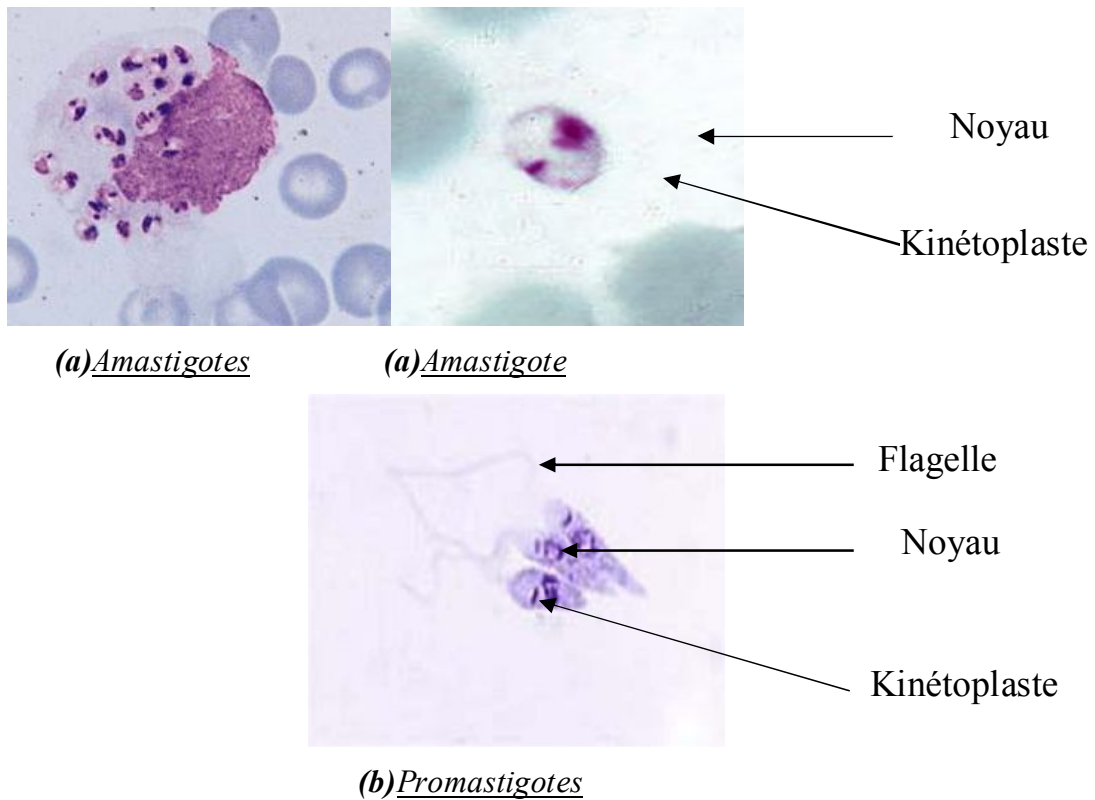 Noyau
Kinétoplaste
(a)Amastigotes (a)Amastigote
Flagelle
Noyau
Kinétoplaste
(b)Promastigotes